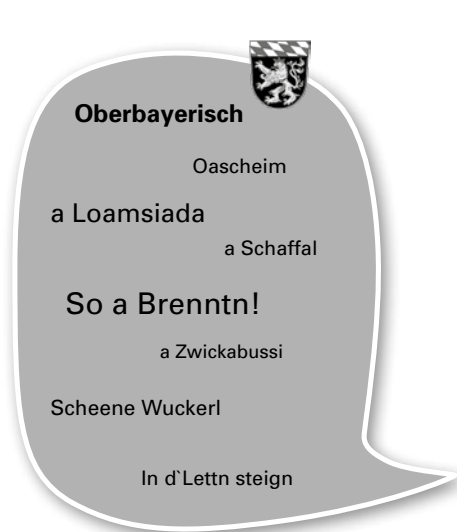 Oberbayerisch
Oascheim
a Loamsiada
a Schaffal
So a Brenntn!
a Zwickabussi
Scheene Wuckerl
In d`Lettn steign